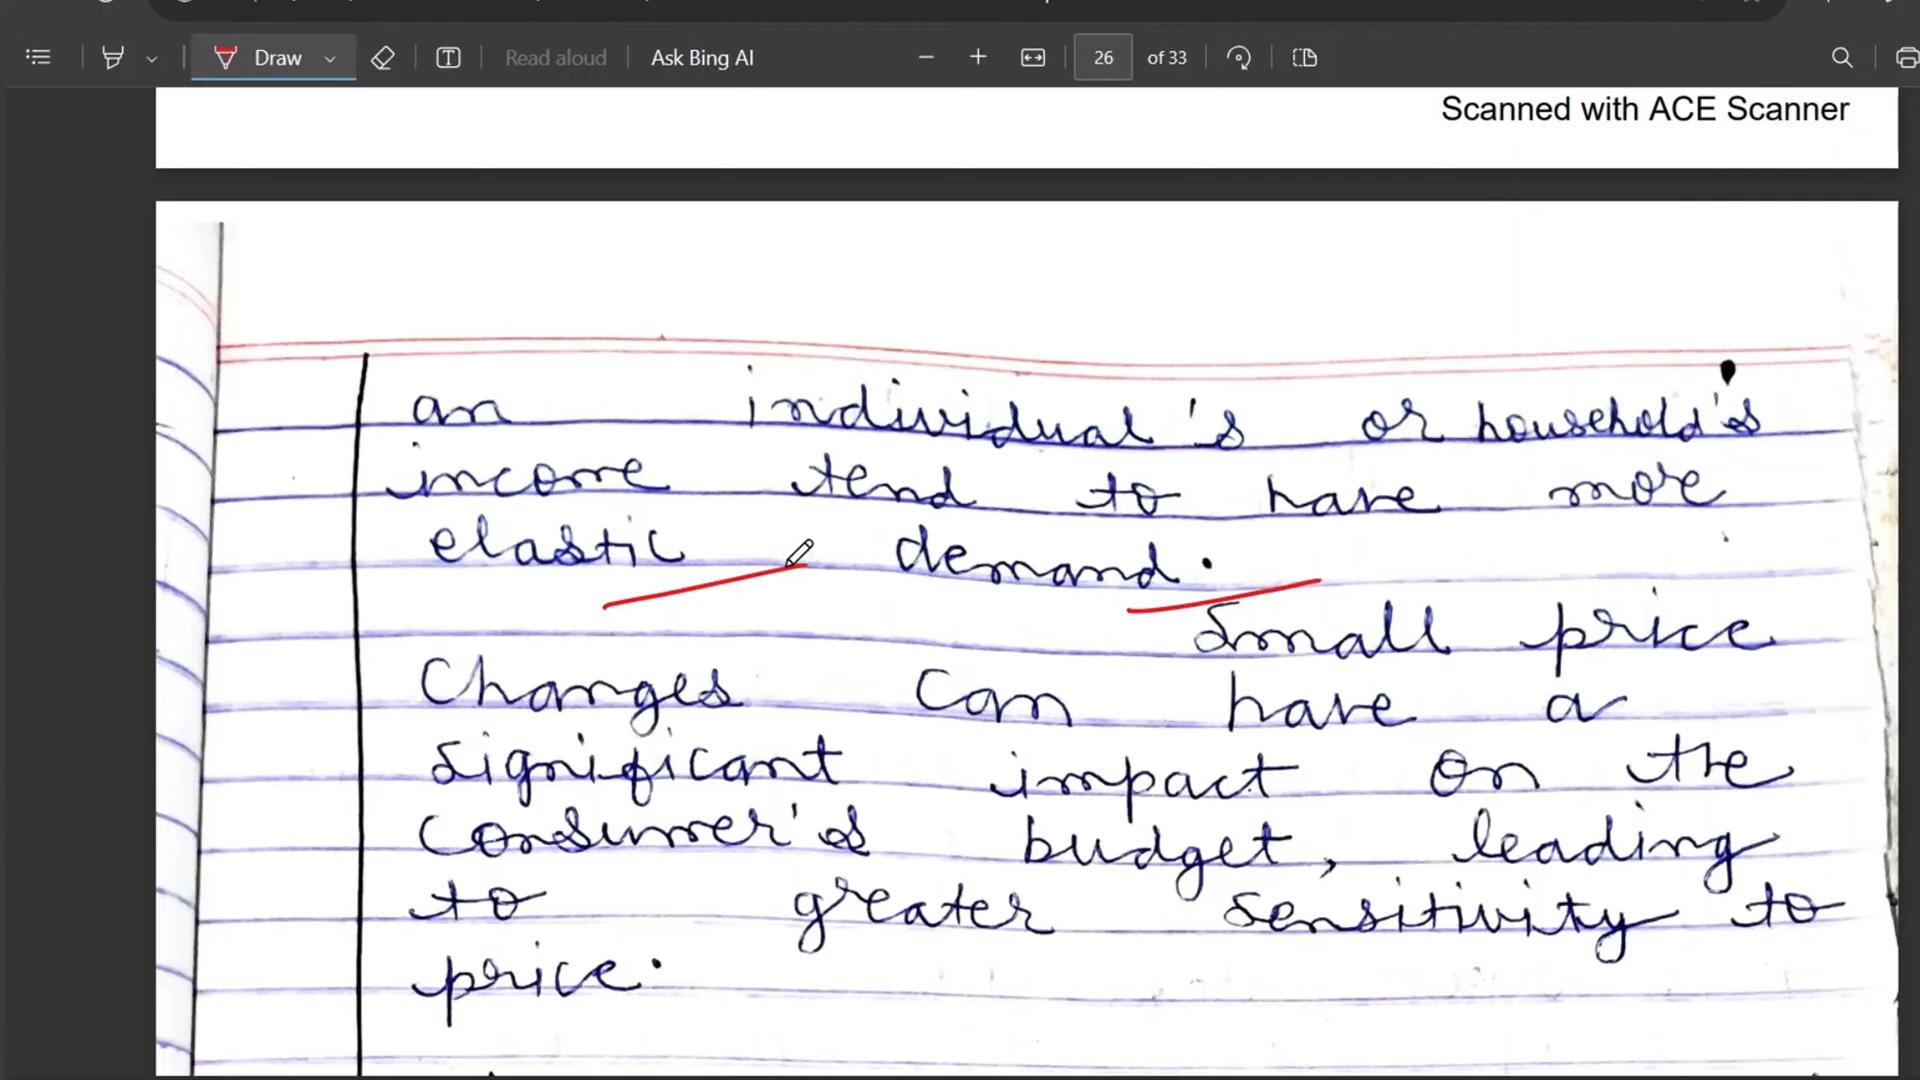 Draw
Read aloud
Ask Bing AI
26 of 33
Scanned with ACE Scanner
an individual's or household's
income tend to have more
elastic demand.
Small price
Changes can have a
significant impact on the
consumer's budget, leading
to greater sensitivity to
price.